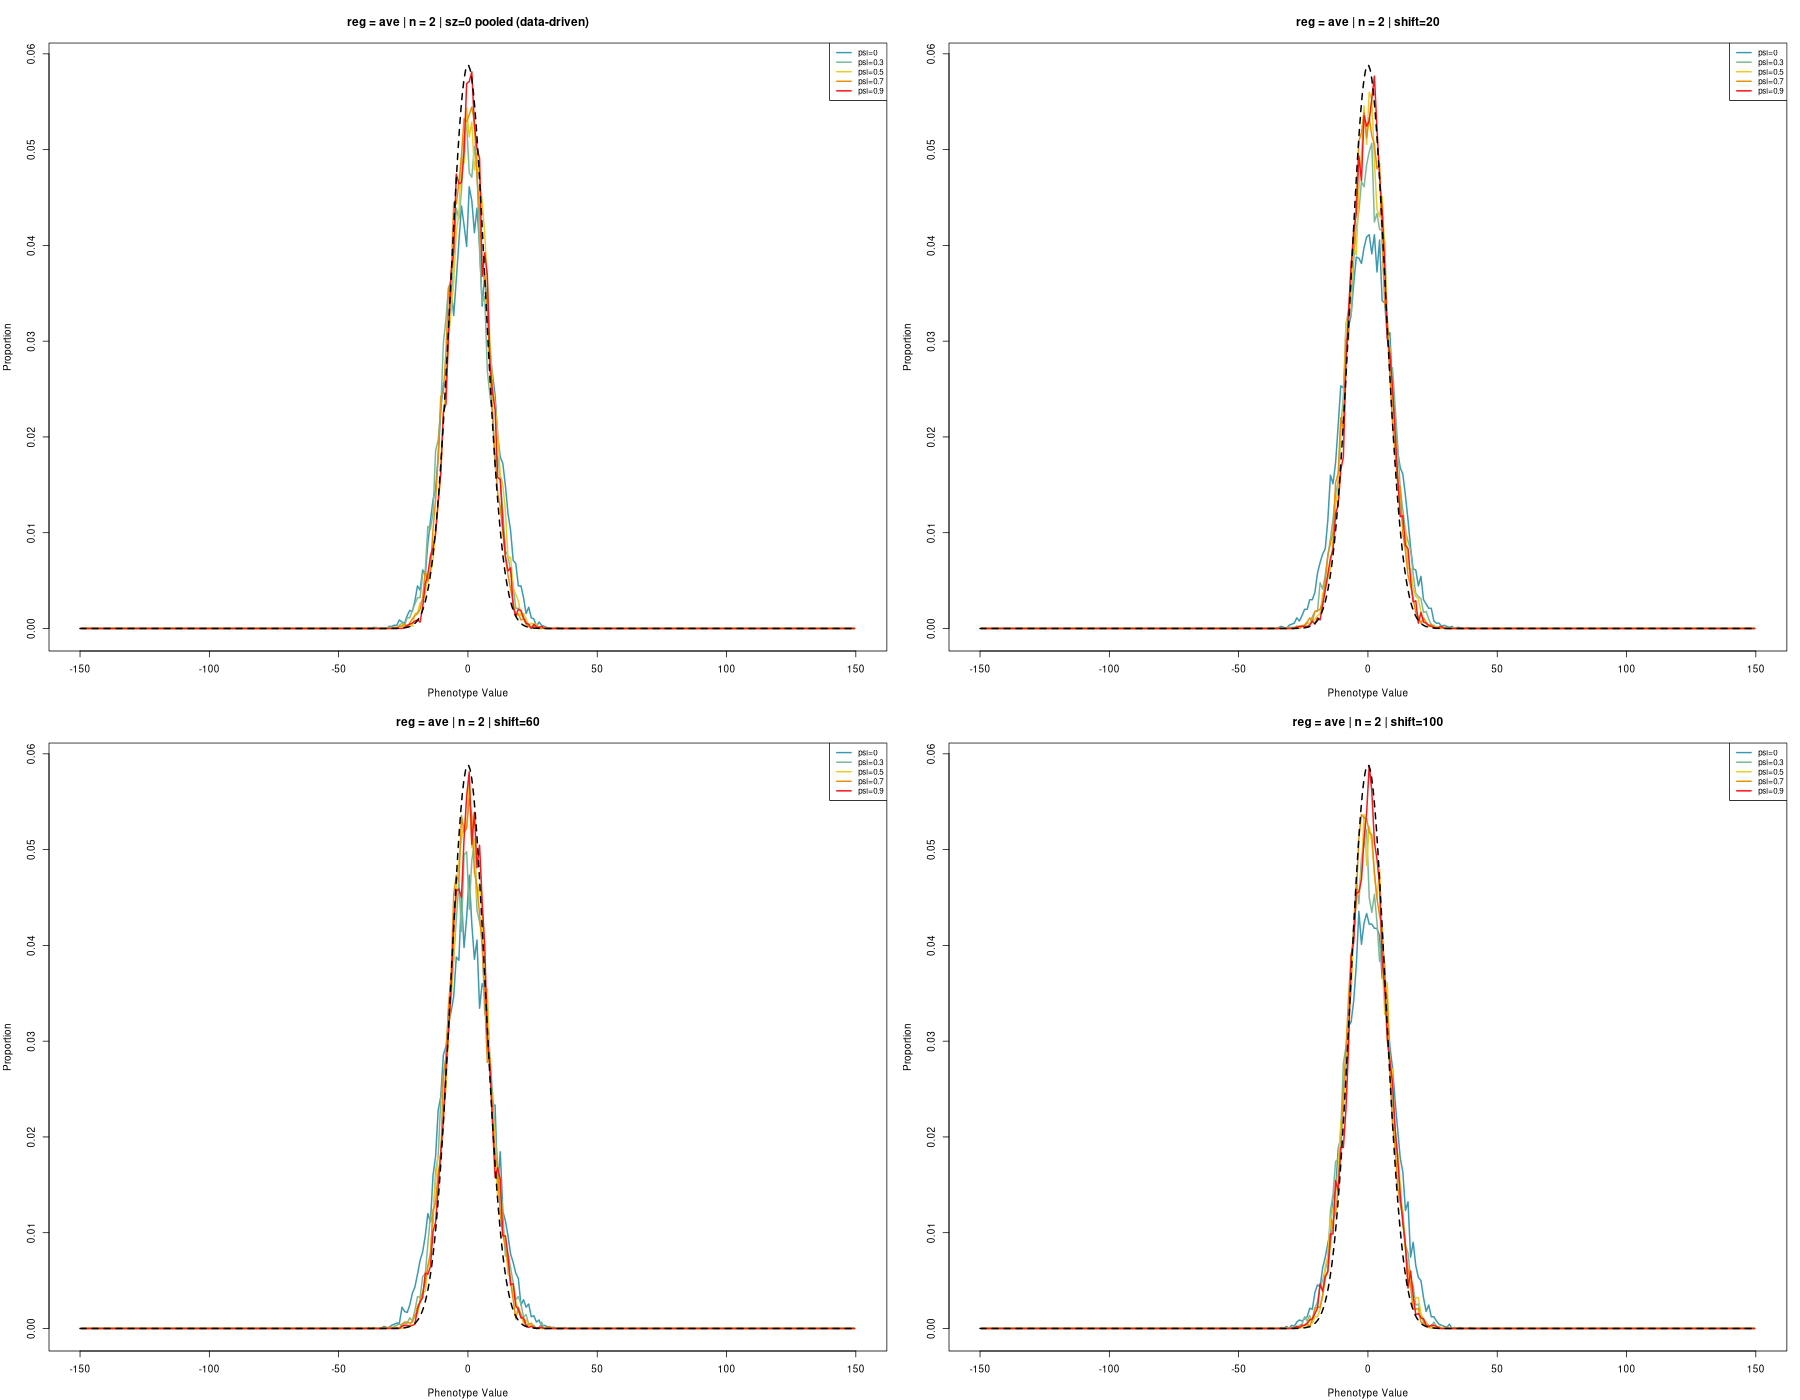 reg = ave | n = 2 | sz=0 pooled (data-driven)
Proportion
0.06
0.05
0.04
0.03
0.02
0.01
0.00
psi=0
psi=0.3
psi=0.5
psi=0.7
psi=0.9
-150 -100 -50 0 50 100 150
Phenotype Value
reg = ave | n = 2 | shift=20
Proportion
0.06
0.05
0.04
0.03
0.02
0.01
0.00
psi=0
psi=0.3
psi=0.5
psi=0.7
psi=0.9
-150 -100 -50 0 50 100 150
Phenotype Value
reg = ave | n = 2 | shift=60
Proportion
0.06
0.05
0.04
0.03
0.02
0.01
0.00
psi=0
psi=0.3
psi=0.5
psi=0.7
psi=0.9
-150 -100 -50 0 50 100 150
Phenotype Value
reg = ave | n = 2 | shift=100
Proportion
0.06
0.05
0.04
0.03
0.02
0.01
0.00
psi=0
psi=0.3
psi=0.5
psi=0.7
psi=0.9
-150 -100 -50 0 50 100 150
Phenotype Value